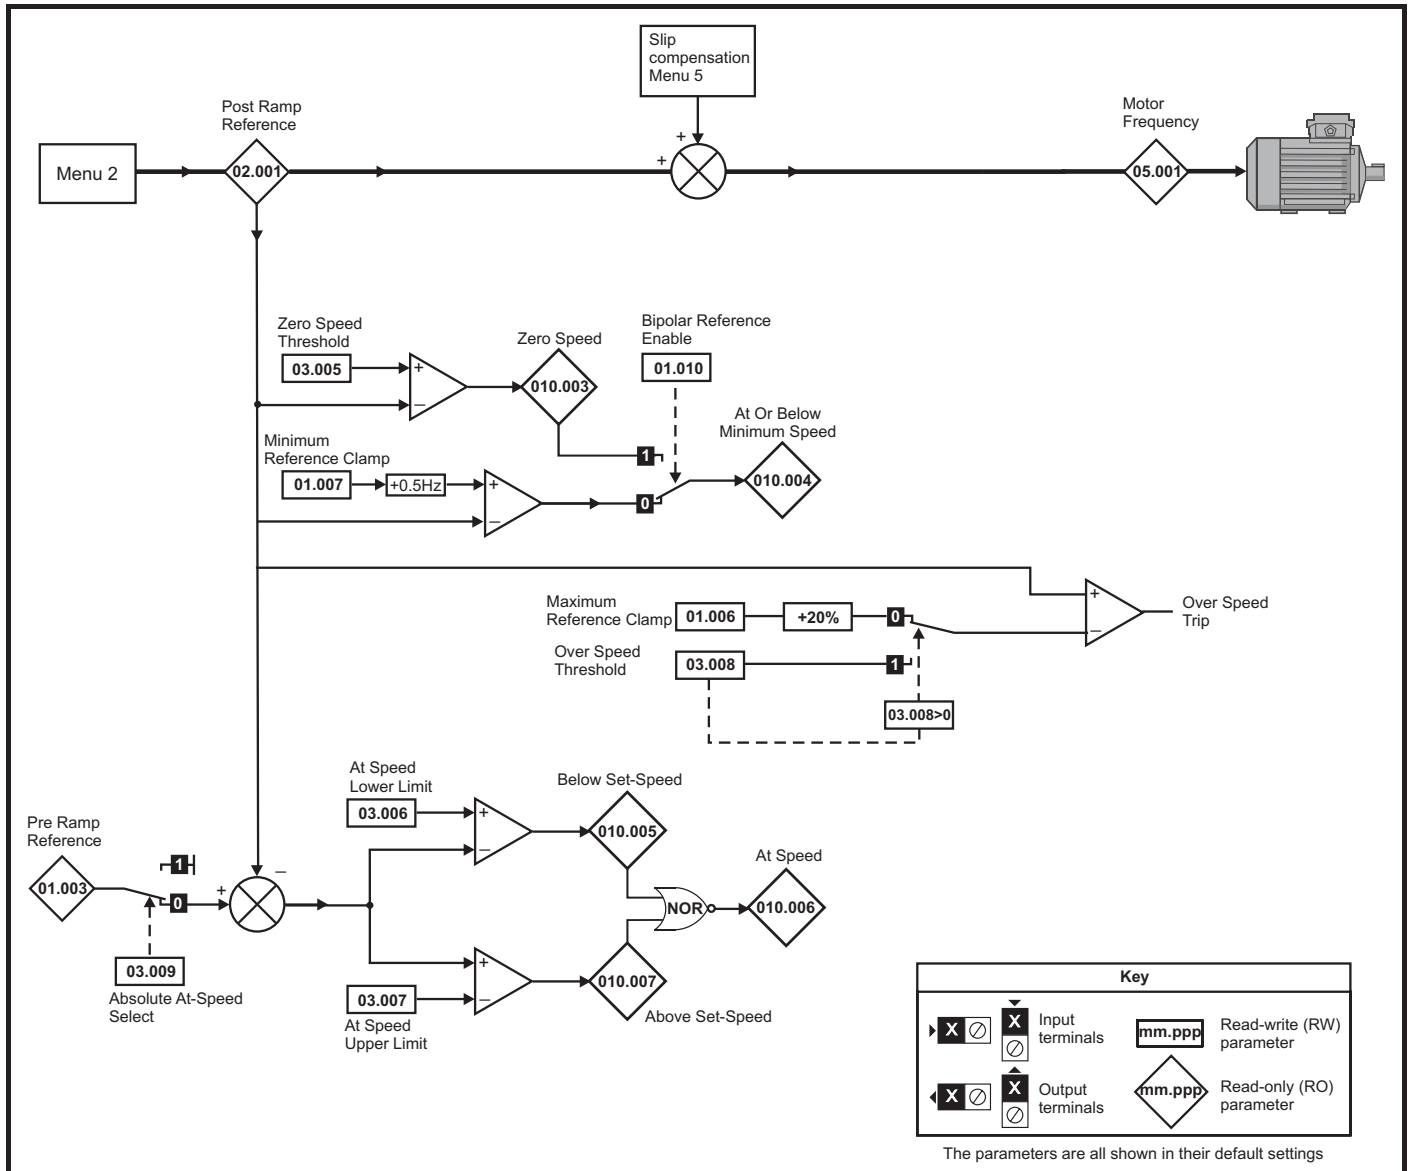 Slip
compensation
Menu 5
Post Ramp
Reference
Motor
Frequency
+
+
Menu 2
02.001
05.001
Zero Speed
Threshold
Zero Speed
Bipolar Reference
Enable
03.005
+
–
010.003
01.010
At Or Below
Minimum Speed
Minimum
Reference Clamp
1
01.007
+0.5Hz
+
–
0
010.004
Maximum
Reference Clamp
01.006
+20%
0
+
–
Over Speed
Trip
Over Speed
Threshold
03.008
1
03.008>0
At Speed
Lower Limit
Below Set-Speed
03.006
+
–
010.005
Pre Ramp
Reference
At Speed
01.003
1
0
+
–
NOR
010.006
03.009
Absolute At-Speed
Select
+
–
03.007
010.007
At Speed
Upper Limit
Above Set-Speed
Key
X
X
Input
terminals
mm.ppp
Read-write (RW)
parameter
X
X
Output
terminals
mm.ppp
Read-only (RO)
parameter
The parameters are all shown in their default settings